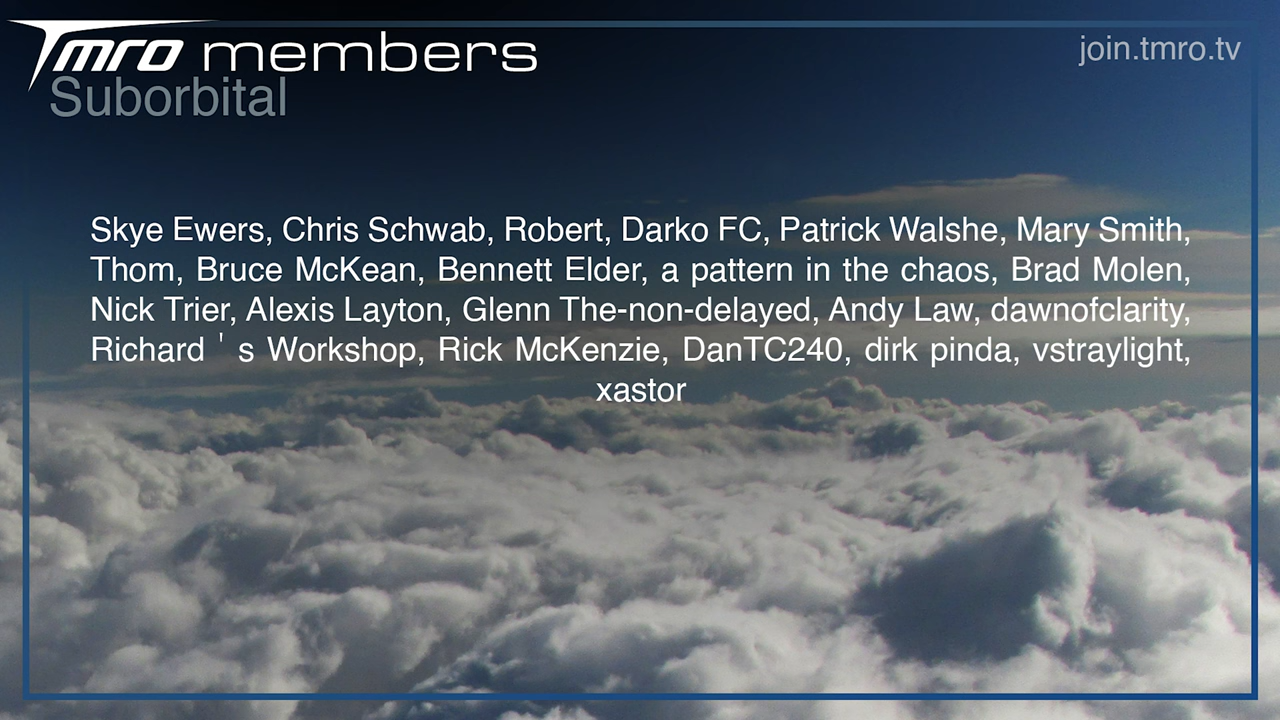 Tmro members
join.tmro.tv
Suborbital
Skye Ewers, Chris Schwab, Robert, Darko FC, Patrick Walshe, Mary Smith,
Thom, Bruce McKean, Bennett Elder, a pattern in the chaos, Brad Molen,
Nick Trier, Alexis Layton, Glenn The-non-delayed, Andy Law, dawnofclarity,
Richard ' s Workshop, Rick McKenzie, DanTC240, dirk pinda, vstraylight,
xastor